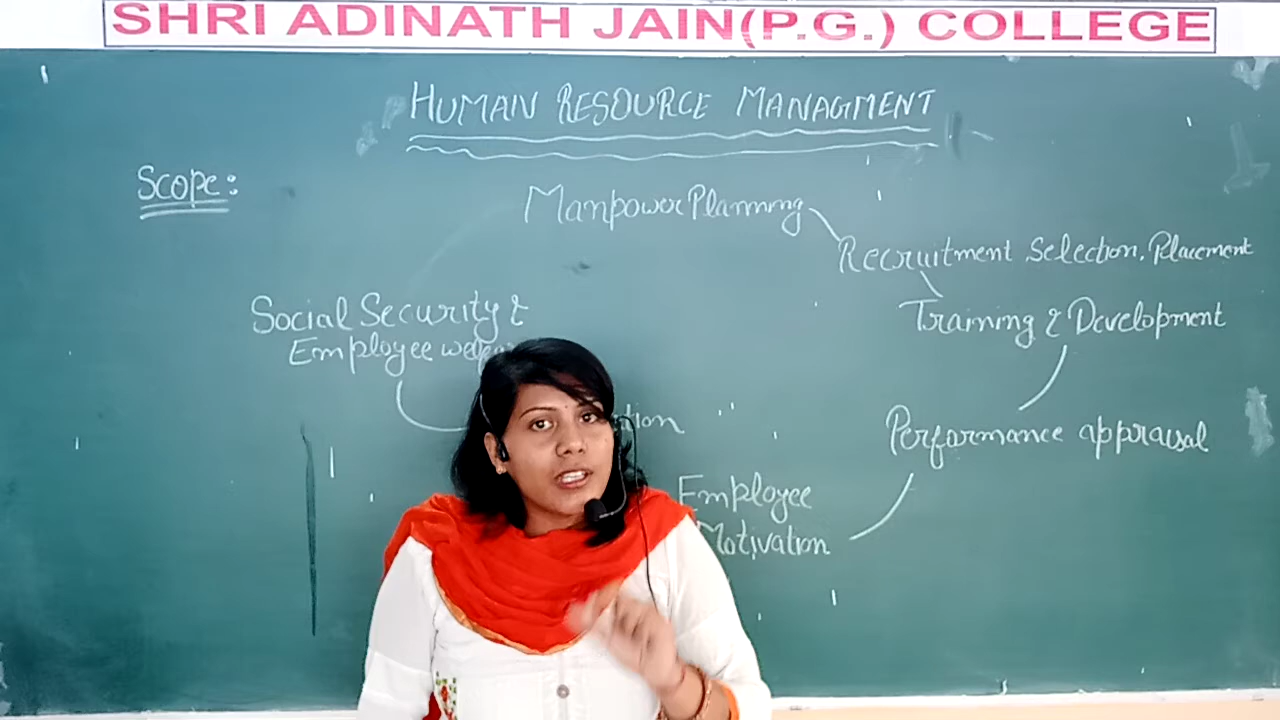 SHRI ADINATH JAIN(P.G.) COLLEGE
HUMAN RESOURCE MANAGMENT
Scope:
Manpower Planning
Recruitment, Selection, Placement
Training & Development
Performance appraisal
Employee
Motivation
Social Security &
Employee